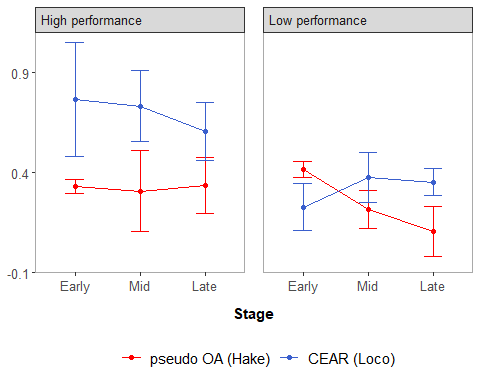 High performance
Low performance
0.9
0.4
-0.1
Early Mid Late
Early Mid Late
Stage
pseudo OA (Hake) CEAR (Loco)